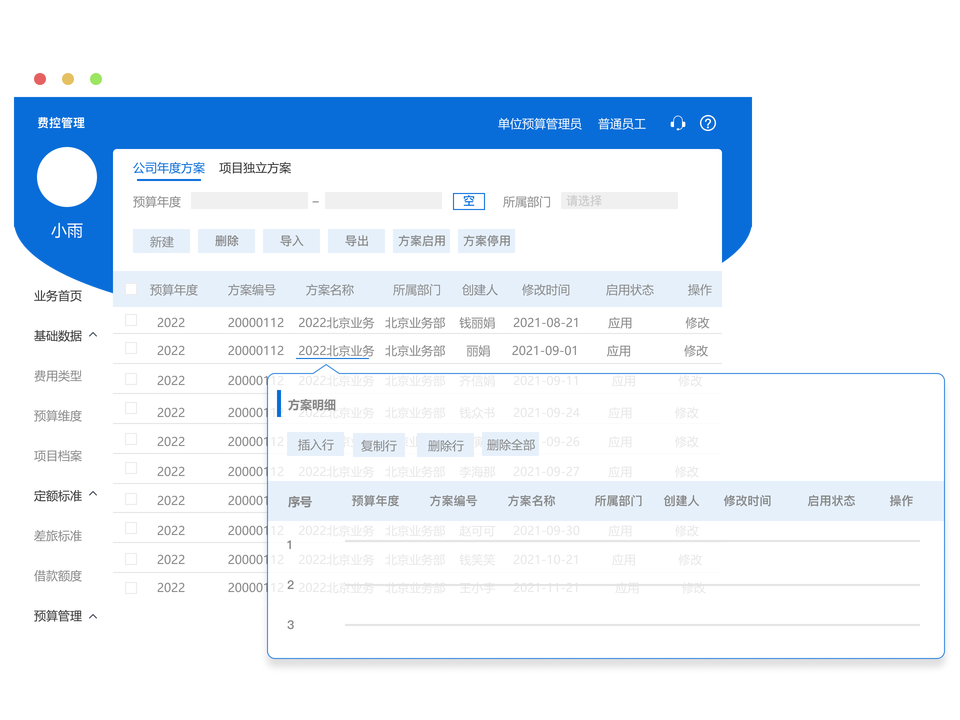 费控管理
单位预算管理员 普通员工
小雨
公司年度方案 项目独立方案
预算年度 – 空 所属部门 请选择
新建 删除 导入 导出 方案启用 方案停用
业务首页
基础数据
费用类型
预算维度
项目档案
定额标准
差旅标准
借款额度
预算管理
预算年度 方案编号 方案名称 所属部门 创建人 修改时间 启用状态 操作
2022 20000112 2022北京业务 北京业务部 钱丽娟 2021-08-21 应用 修改
2022 20000112 2022北京业务 北京业务部 丽娟 2021-09-01 应用 修改
2022 20000112 2022北京业务 北京业务部 齐信娟 2021-09-11 应用 修改
2022 20000112 2022北京业务 北京业务部 钱众书 2021-09-24 应用 修改
2022 20000112 09-26 应用 修改
2022 20000112 2022北京业务 北京业务部 李海那 2021-09-27 应用 修改
2022 20000112
2022 20000112 2022北京业务 北京业务部 赵可可 2021-09-30 应用 修改
2022 20000112 2022北京业务 北京业务部 钱笑笑 2021-10-21 应用 修改
2022 20000112 2022北京业务 北京业务部 王小宇 2021-11-21 应用 修改
方案明细
插入行 复制行 删除行 删除全部
序号 预算年度 方案编号 方案名称 所属部门 创建人 修改时间 启用状态 操作
1
2
3